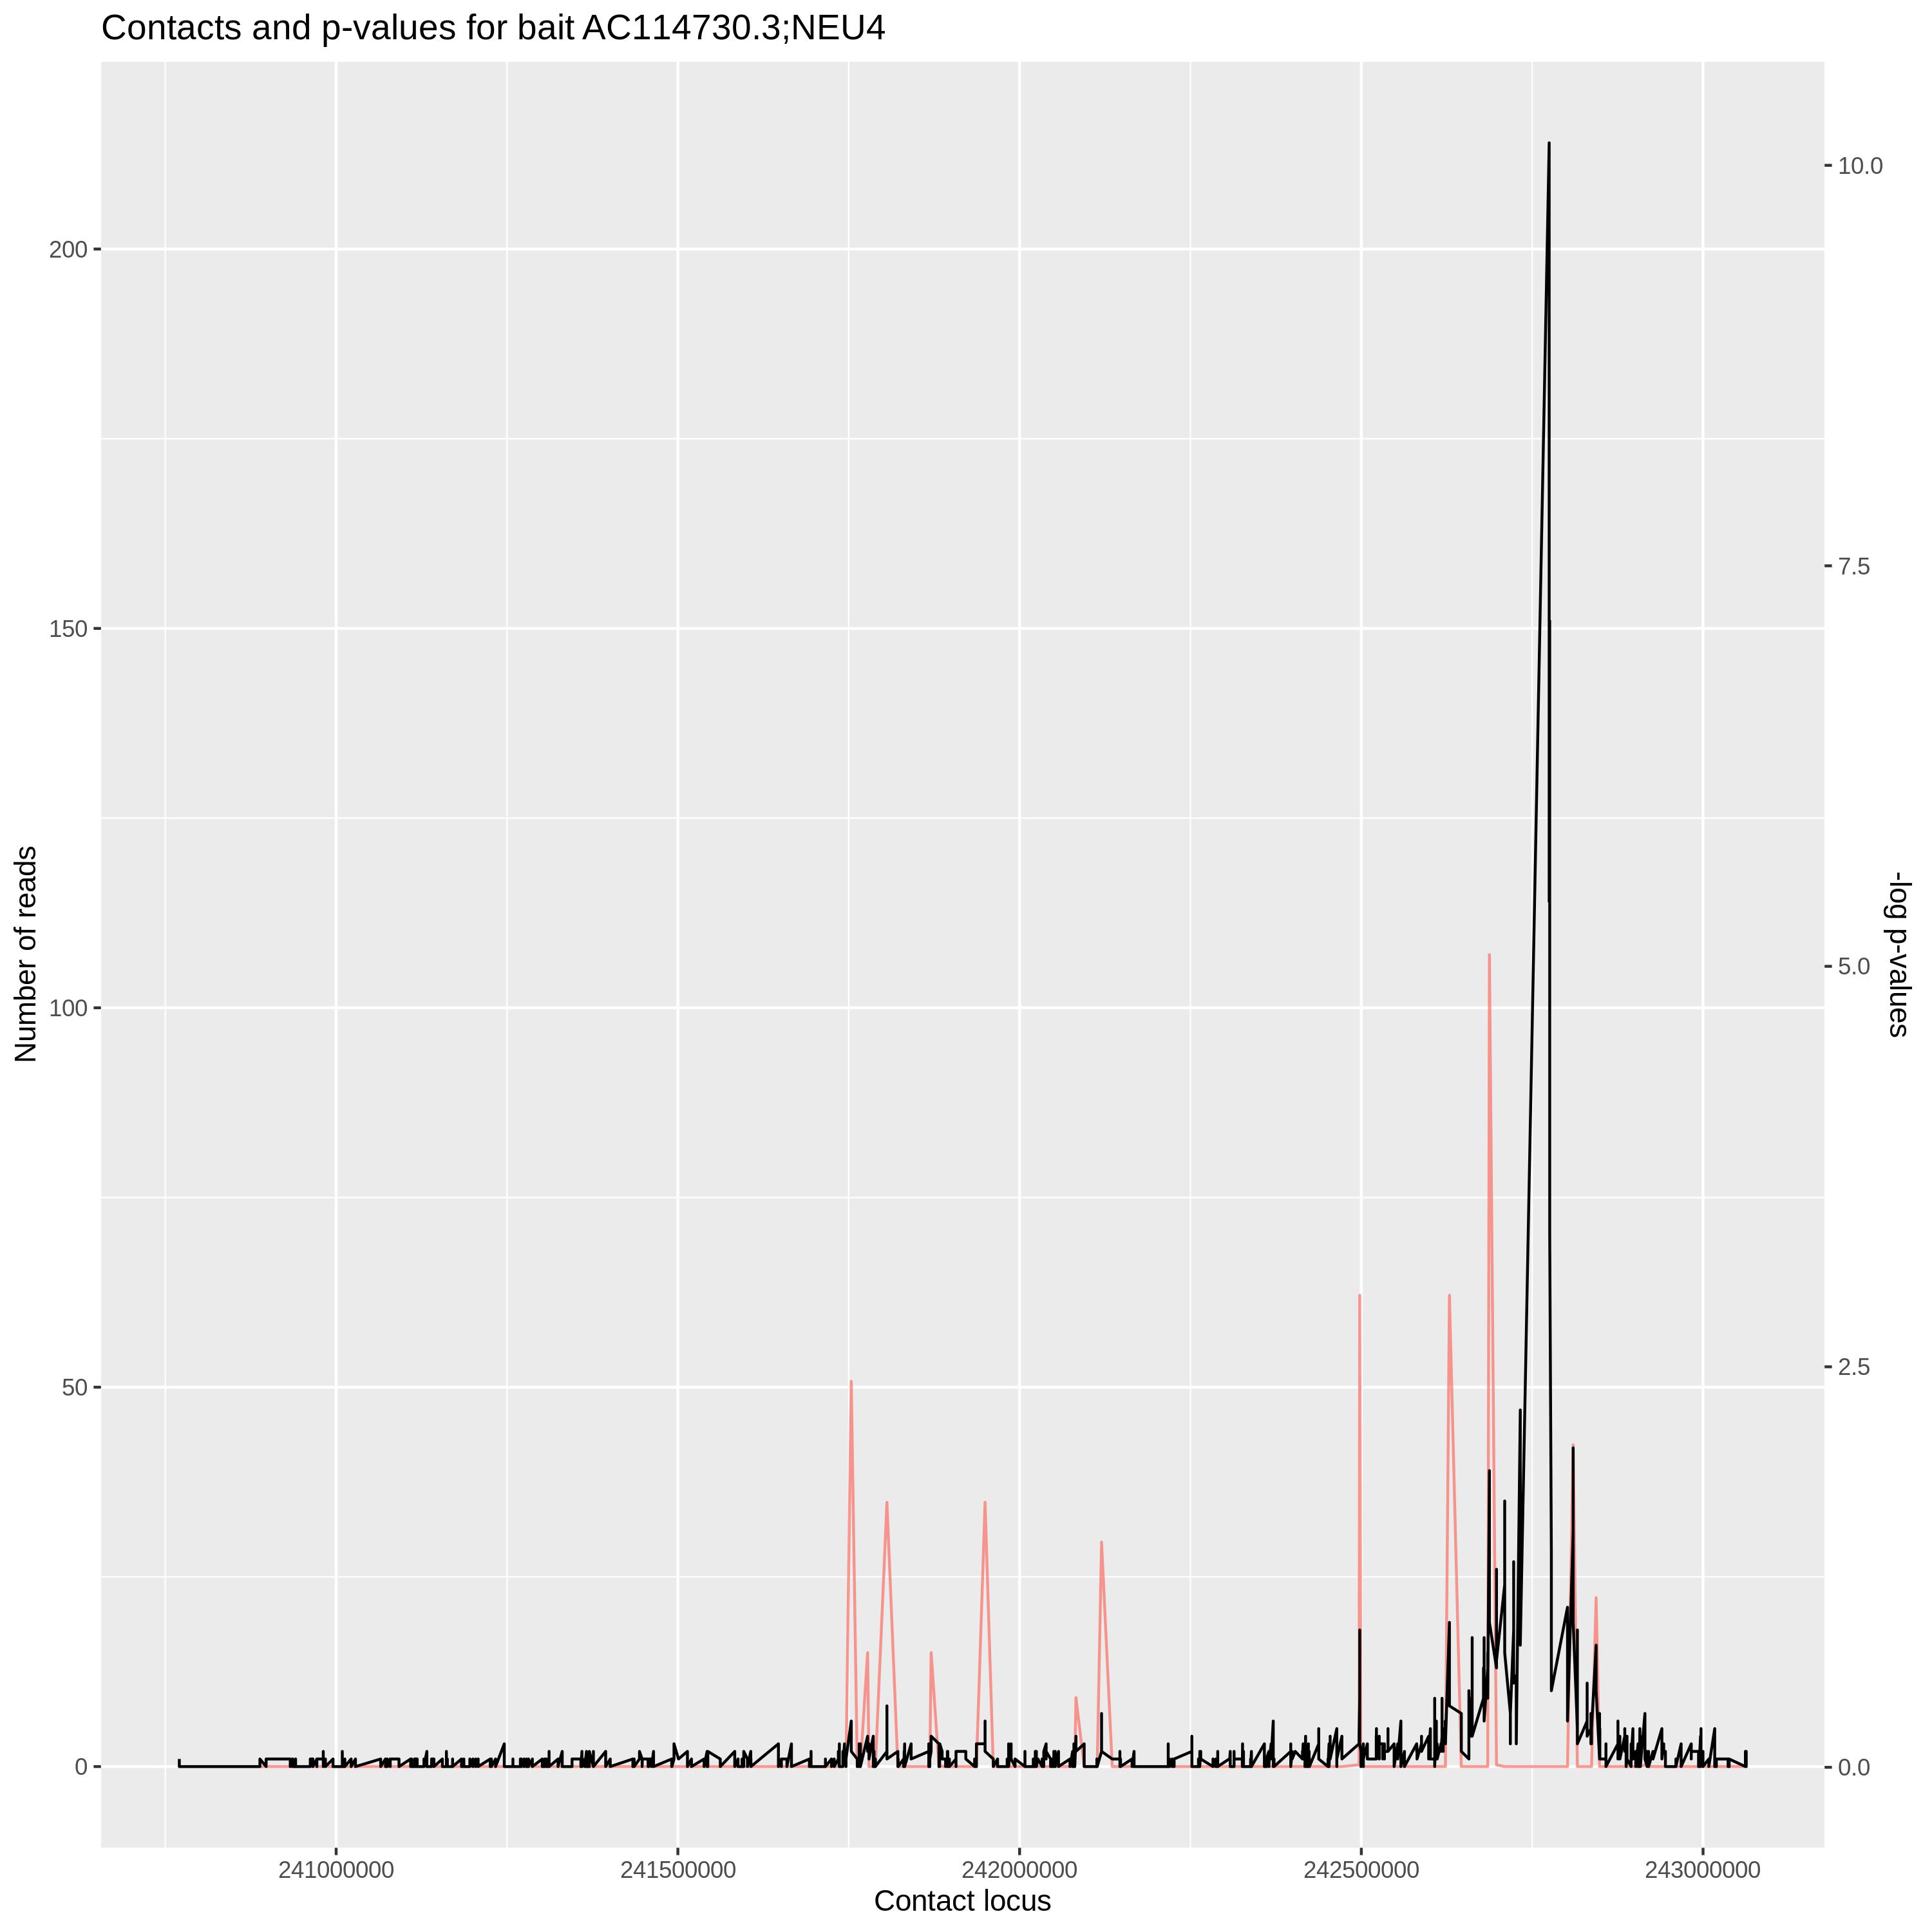 Contacts and p-values for bait AC114730.3;NEU4
Number of reads
200
150
100
50
0
10.0
7.5
5.0
2.5
0.0
-log p-values
241000000 241500000 242000000 242500000 243000000
Contact locus